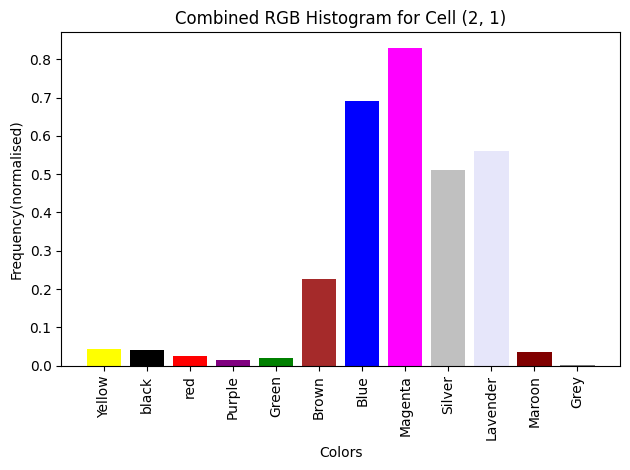 Combined RGB Histogram for Cell (2, 1)
Frequency(normalised)
0.8
0.7
0.6
0.5
0.4
0.3
0.2
0.1
0.0
Yellow
black
red
Purple
Green
Brown
Blue
Magenta
Silver
Lavender
Maroon
Grey
Colors